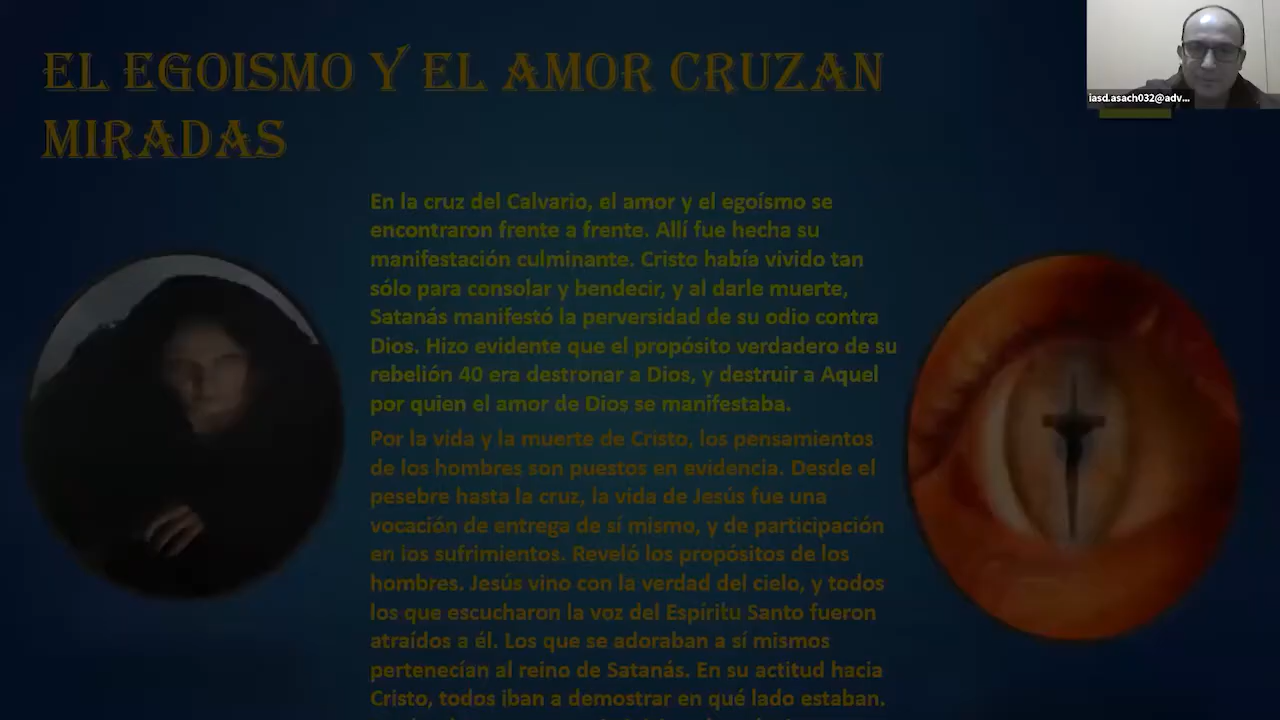 EL EGOISMO Y EL AMOR CRUZAN
MIRADAS
iasd.asach032@adv...
En la cruz del Calvario, el amor y el egoísmo se
encontraron frente a frente. Allí fue hecha su
manifestación culminante. Cristo había vivido tan
sólo para consolar y bendecir, y al darle muerte,
Satanás manifestó la perversidad de su odio contra
Dios. Hizo evidente que el propósito verdadero de su
rebelión 40 era destronar a Dios, y destruir a Aquel
por quien el amor de Dios se manifestaba.
Por la vida y la muerte de Cristo, los pensamientos
de los hombres son puestos en evidencia. Desde el
pesebre hasta la cruz, la vida de Jesús fue una
vocación de entrega de sí mismo, y de participación
en los sufrimientos. Reveló los propósitos de los
hombres. Jesús vino con la verdad del cielo, y todos
los que escucharon la voz del Espíritu Santo fueron
atraídos a él. Los que se adoraban a sí mismos
pertenecían al reino de Satanás. En su actitud hacia
Cristo, todos iban a demostrar en qué lado estaban.